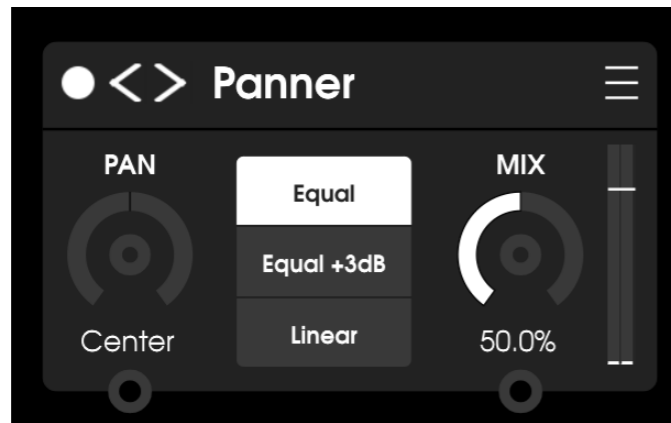 Panner
PAN
MIX
Equal
Equal +3dB
Linear
Center
50.0%